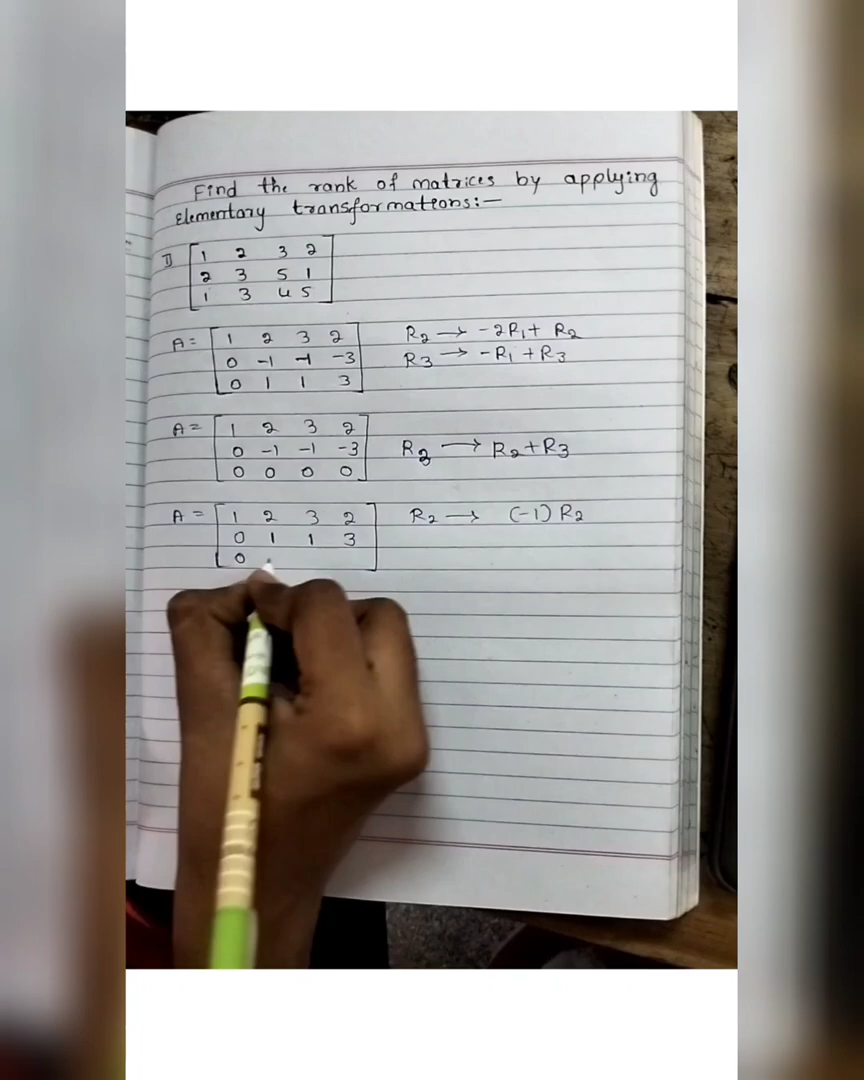 Find the rank of matrices by applying
Elementary transformations:—
1) [1 2 3 2
2 3 5 1
1 3 4 5]
A = [1 2 3 2 R2 → -2R1 + R2
0 -1 -1 -3 R3 → -R1 + R3
0 1 1 3]
A = [1 2 3 2
0 -1 -1 -3 R3 → R2 + R3
0 0 0 0]
A = [1 2 3 2 R2 → (-1) R2
0 1 1 3
0